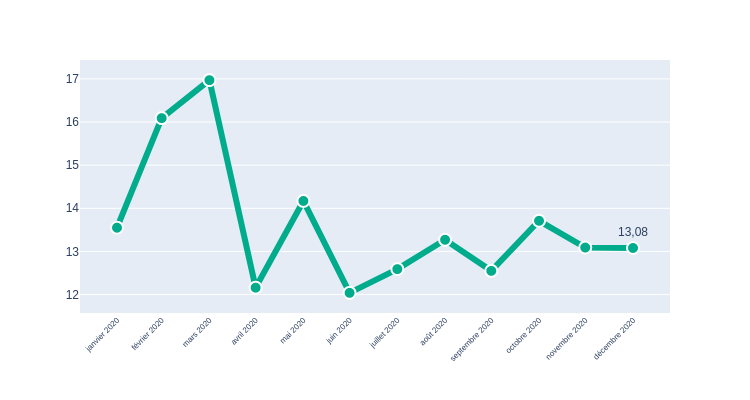 17
16
15
14
13
12
13,08
janvier 2020
février 2020
mars 2020
avril 2020
mai 2020
juin 2020
juillet 2020
août 2020
septembre 2020
octobre 2020
novembre 2020
décembre 2020